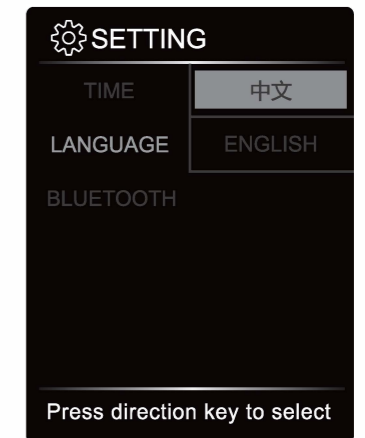 SETTING
TIME
中文
LANGUAGE
ENGLISH
BLUETOOTH
Press direction key to select